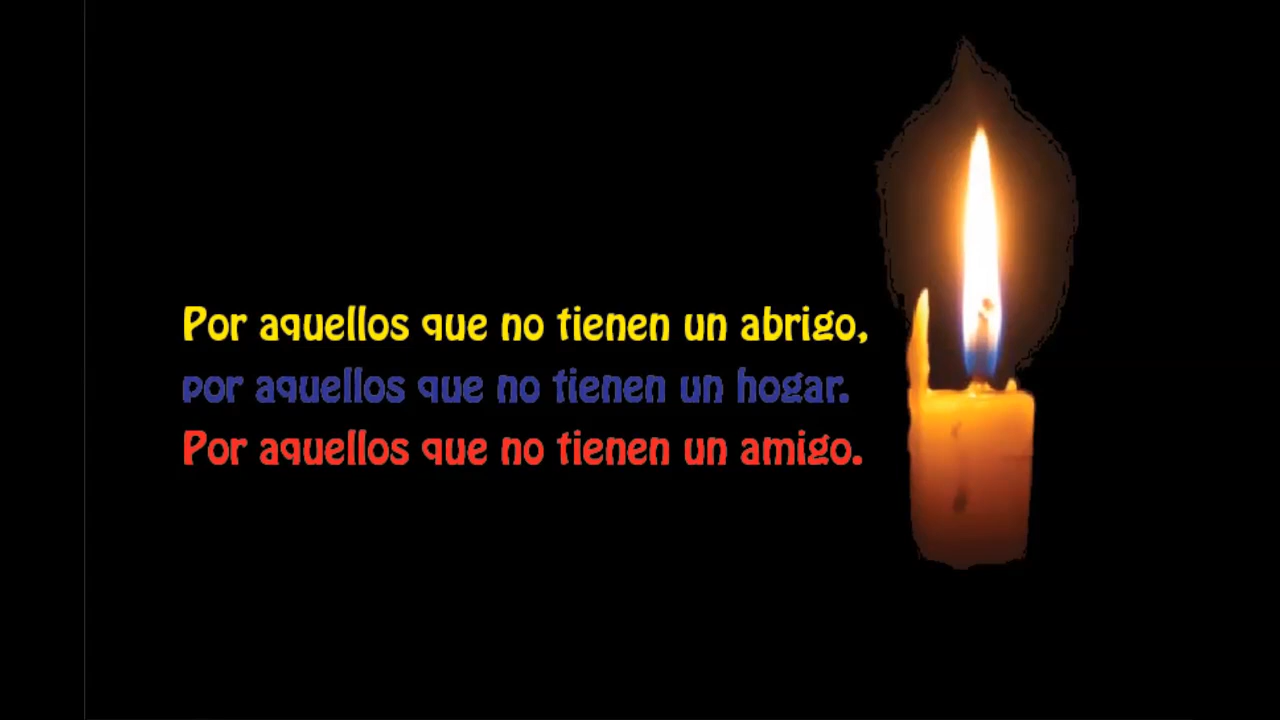 Por aquellos que no tienen un abrigo,
por aquellos que no tienen un hogar.
Por aquellos que no tienen un amigo.